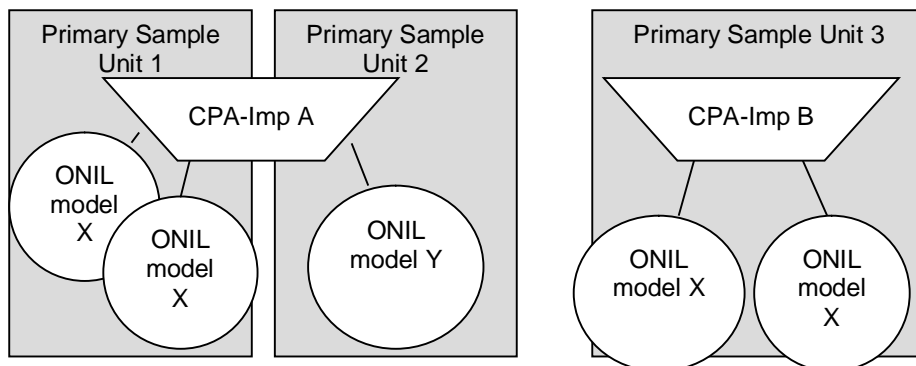 Primary Sample
Unit 1
Primary Sample
Unit 2
Primary Sample Unit 3
CPA-Imp A
CPA-Imp B
ONIL
model
X
ONIL
model
X
ONIL
model Y
ONIL
model X
ONIL
model
X